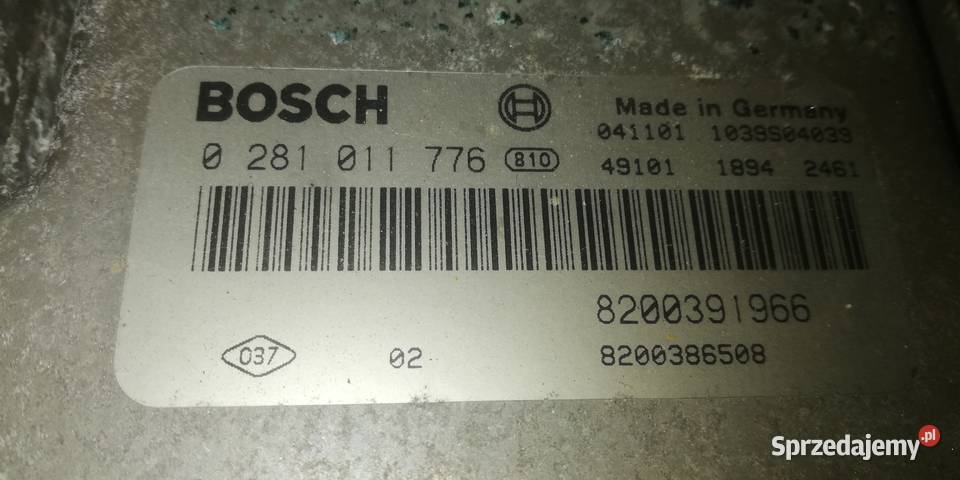 BOSCH
Made in Germany
041101 1039S04039
0 281 011 776 810
49101 1894 2461
8200391966
037 02 8200386508
Sprzedajemy.pl